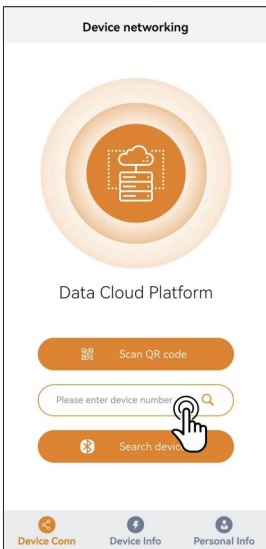 Device networking
Data Cloud Platform
Scan QR code
Please enter device number
Search device
Device Conn
Device Info
Personal Info